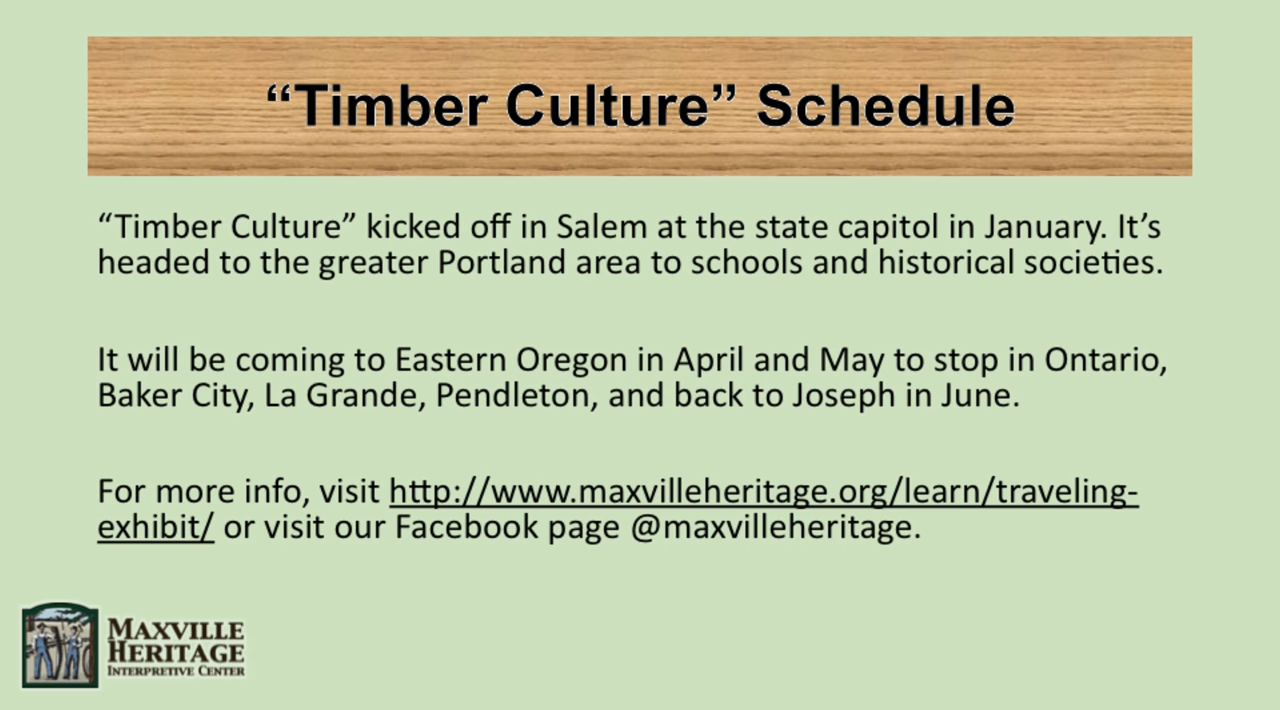 “Timber Culture” Schedule
“Timber Culture” kicked off in Salem at the state capitol in January. It’s
headed to the greater Portland area to schools and historical societies.
It will be coming to Eastern Oregon in April and May to stop in Ontario,
Baker City, La Grande, Pendleton, and back to Joseph in June.
For more info, visit http://www.maxvilleheritage.org/learn/traveling-
exhibit/ or visit our Facebook page @maxvilleheritage.
MAXVILLE
HERITAGE
INTERPRETIVE CENTER